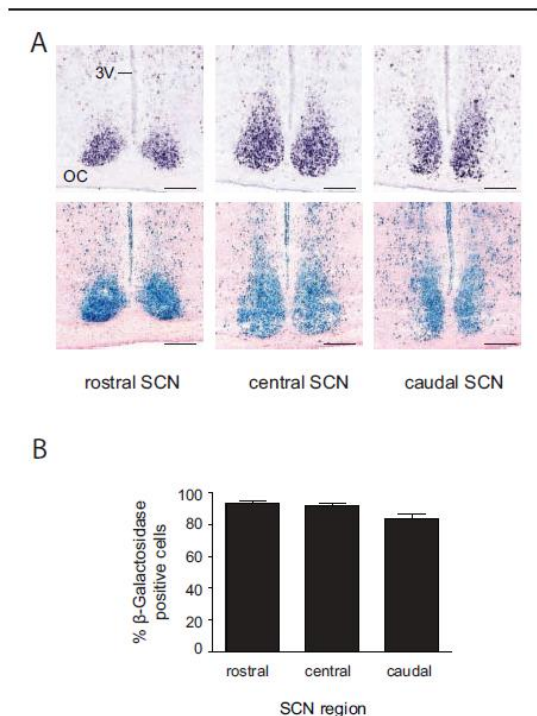 A
3V
OC
rostral SCN central SCN caudal SCN
B
% β-Galactosidase
positive cells
100
80
60
40
20
0
rostral central caudal
SCN region